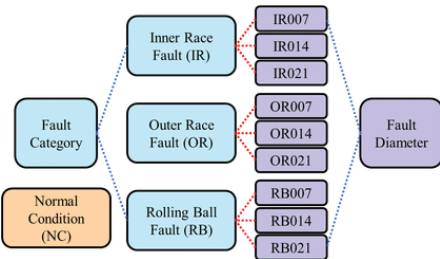 Fault
Category
Normal
Condition
(NC)
Inner Race
Fault (IR)
Outer Race
Fault (OR)
Rolling Ball
Fault (RB)
IR007
IR014
IR021
OR007
OR014
OR021
RB007
RB014
RB021
Fault
Diameter